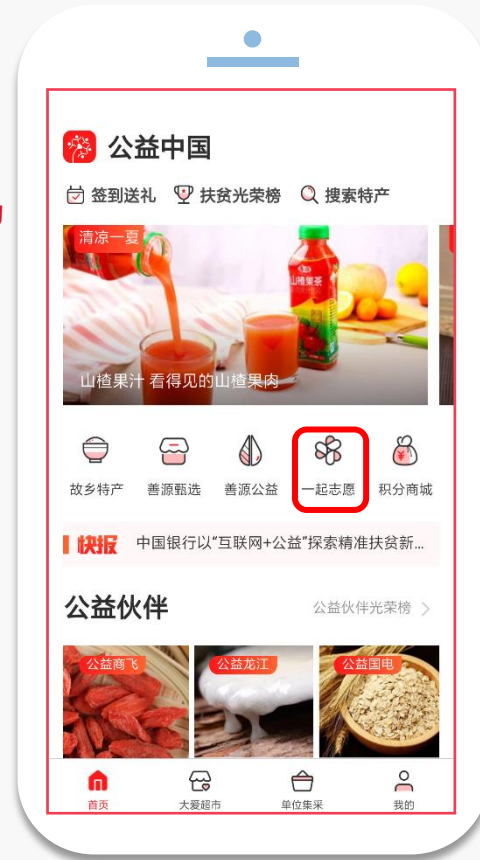 公益中国
签到送礼 扶贫光荣榜 搜索特产
清凉一夏
山楂果茶
山楂果汁 看得见的山楂果肉
故乡特产 善源甄选 善源公益 一起志愿 积分商城
快报 中国银行以“互联网+公益”探索精准扶贫新...
公益伙伴 公益伙伴光荣榜
公益商飞 公益龙江 公益国电
首页 大爱超市 单位集采 我的